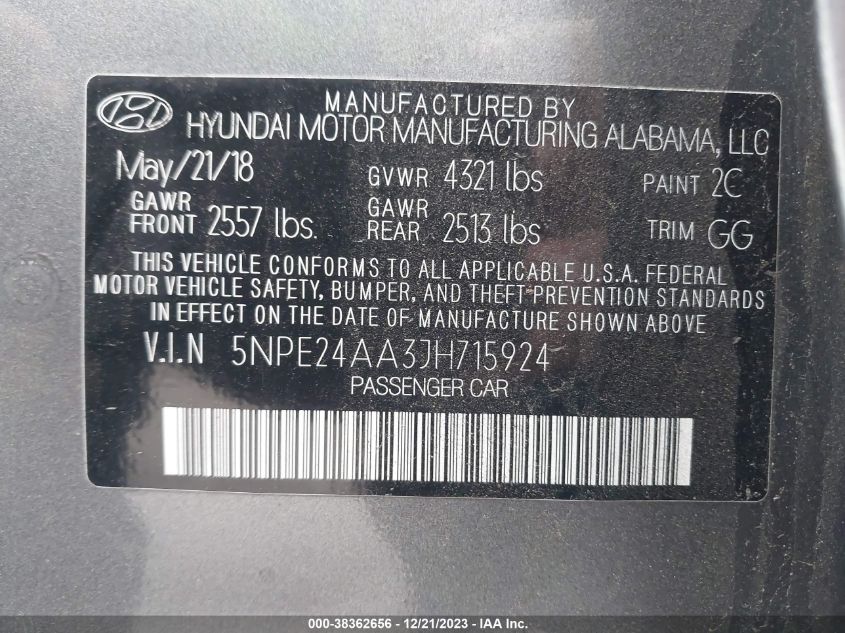 MANUFACTURED BY
HYUNDAI MOTOR MANUFACTURING ALABAMA, LLC
May/21/18 GVWR 4321 lbs PAINT 2C
GAWR FRONT 2557 lbs. GAWR REAR 2513 lbs TRIM GG
THIS VEHICLE CONFORMS TO ALL APPLICABLE U.S.A. FEDERAL
MOTOR VEHICLE SAFETY, BUMPER, AND THEFT PREVENTION STANDARDS
IN EFFECT ON THE DATE OF MANUFACTURE SHOWN ABOVE
V.I.N 5NPE24AA3JH715924
PASSENGER CAR
000-38362656 - 12/21/2023 - IAA, Inc.